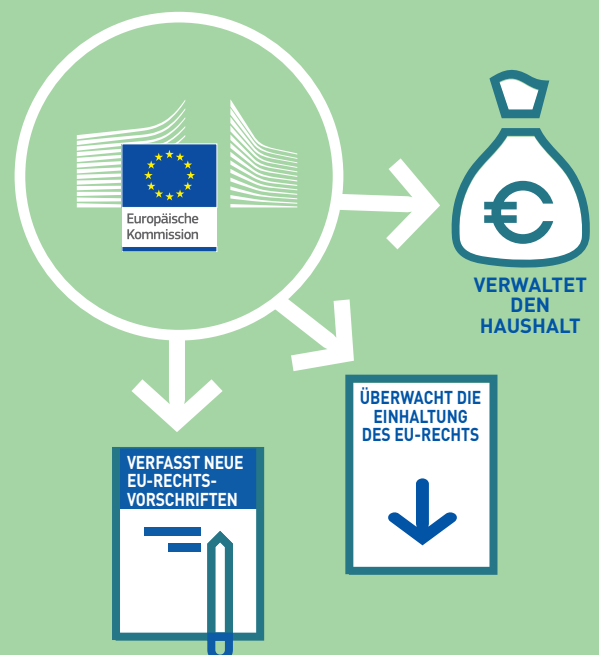 Europäische
Kommission
€
VERWALTET
DEN
HAUSHALT
ÜBERWACHT DIE
EINHALTUNG
DES EU-RECHTS
VERFASST NEUE
EU-RECHTS-
VORSCHRIFTEN